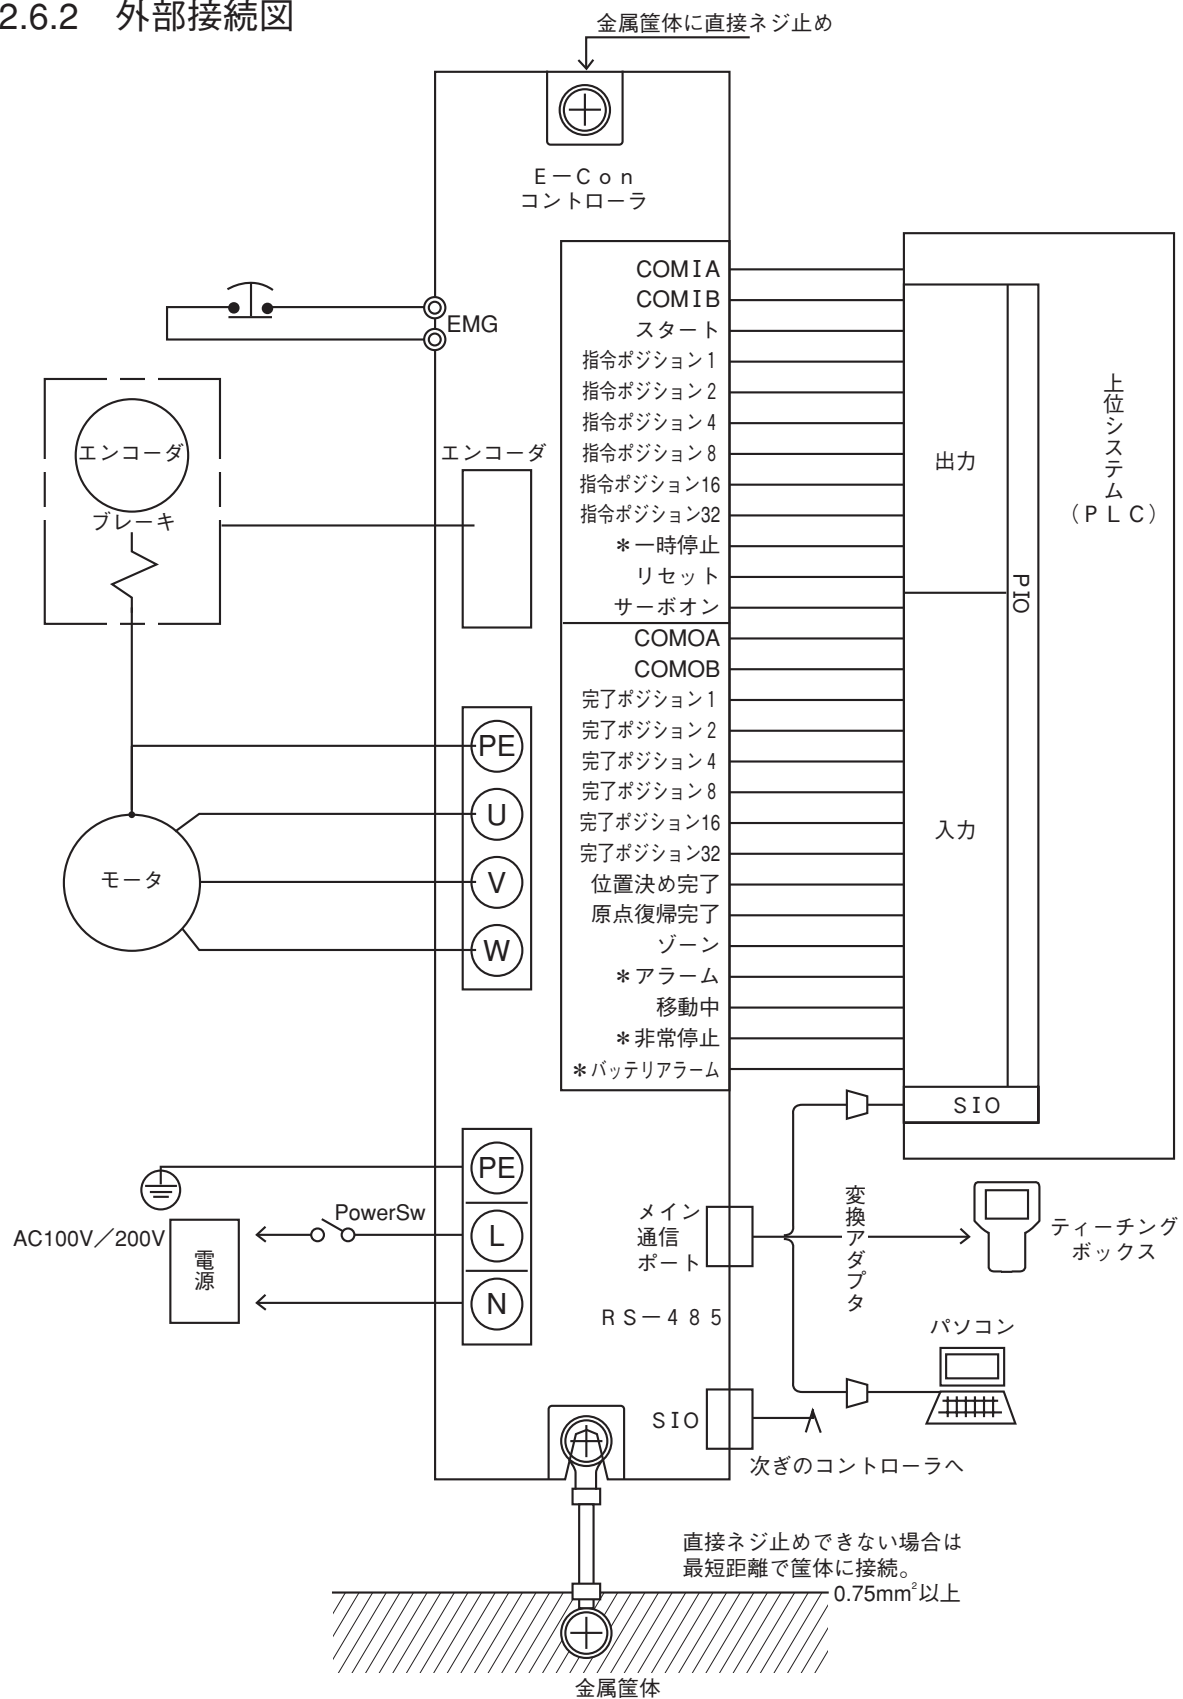 2.6.2 外部接続図
金属筐体に直接ネジ止め
E－Con
コントローラ
EMG
エンコーダ
ブレーキ
エンコーダ
COMIA
COMIB
スタート
指令ポジション1
指令ポジション2
指令ポジション4
指令ポジション8
指令ポジション16
指令ポジション32
＊一時停止
リセット
サーボオン
COMOA
COMOB
完了ポジション1
完了ポジション2
完了ポジション4
完了ポジション8
完了ポジション16
完了ポジション32
位置決め完了
原点復帰完了
ゾーン
＊アラーム
移動中
＊非常停止
＊バッテリアラーム
出力
入力
PIO
SIO
上位システム
（PLC）
PE
U
V
W
モータ
PE
L
N
PowerSw
AC100V／200V
電源
メイン
通信
ポート
RS－485
SIO
変換アダプタ
ティーチング
ボックス
パソコン
次ぎのコントローラへ
直接ネジ止めできない場合は
最短距離で筐体に接続。
0.75mm²以上
金属筐体